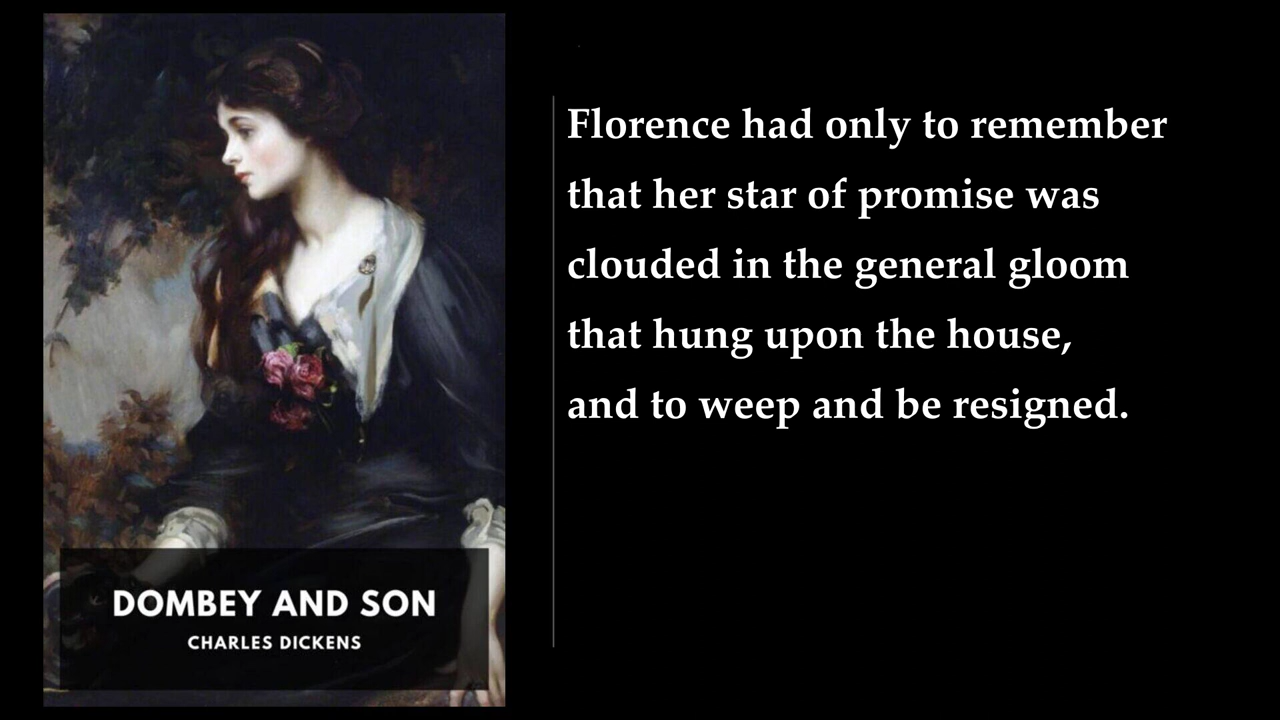 DOMBEY AND SON
CHARLES DICKENS
Florence had only to remember
that her star of promise was
clouded in the general gloom
that hung upon the house,
and to weep and be resigned.